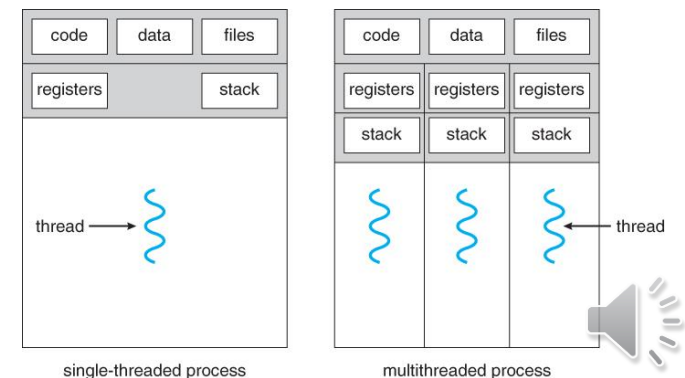 code data files
registers stack
thread
single-threaded process
code data files
registers registers registers
stack stack stack
thread
multithreaded process